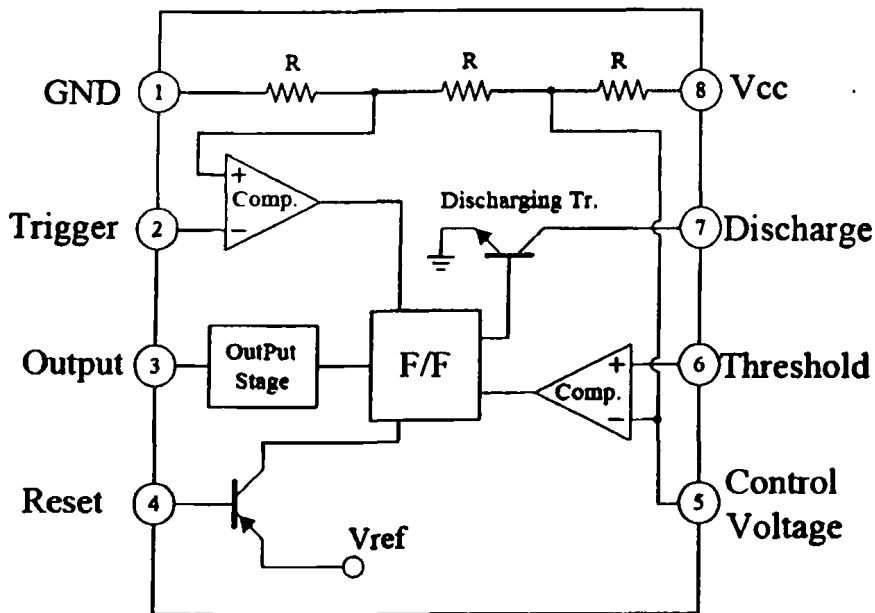 R
R
R
GND
1
8
Vcc
+
Comp.
−
Discharging Tr.
Trigger
2
7
Discharge
Output
3
OutPut
Stage
F/F
+
Comp.
−
6
Threshold
Reset
4
Vref
5
Control
Voltage